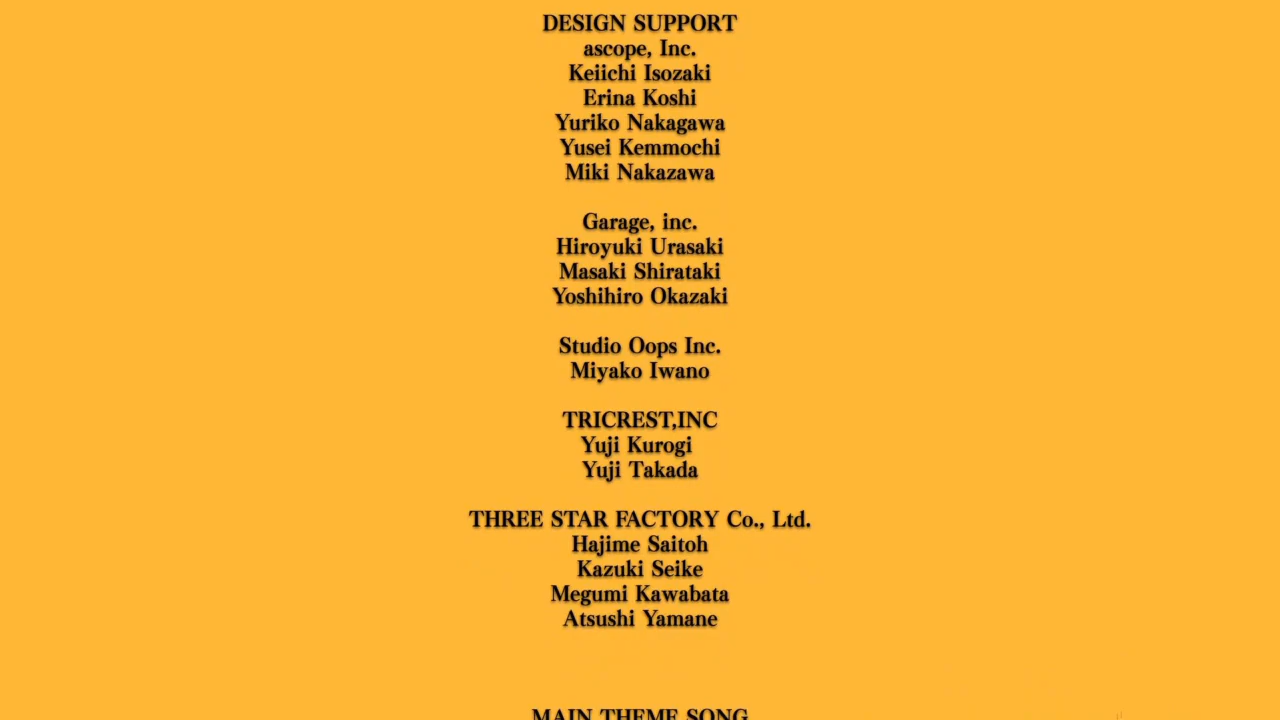 DESIGN SUPPORT
ascope, Inc.
Keiichi Isozaki
Erina Koshi
Yuriko Nakagawa
Yusei Kemmochi
Miki Nakazawa
Garage, inc.
Hiroyuki Urasaki
Masaki Shirataki
Yoshihiro Okazaki
Studio Oops Inc.
Miyako Iwano
TRICREST,INC
Yuji Kurogi
Yuji Takada
THREE STAR FACTORY Co., Ltd.
Hajime Saitoh
Kazuki Seike
Megumi Kawabata
Atsushi Yamane
MAIN THEME SONG